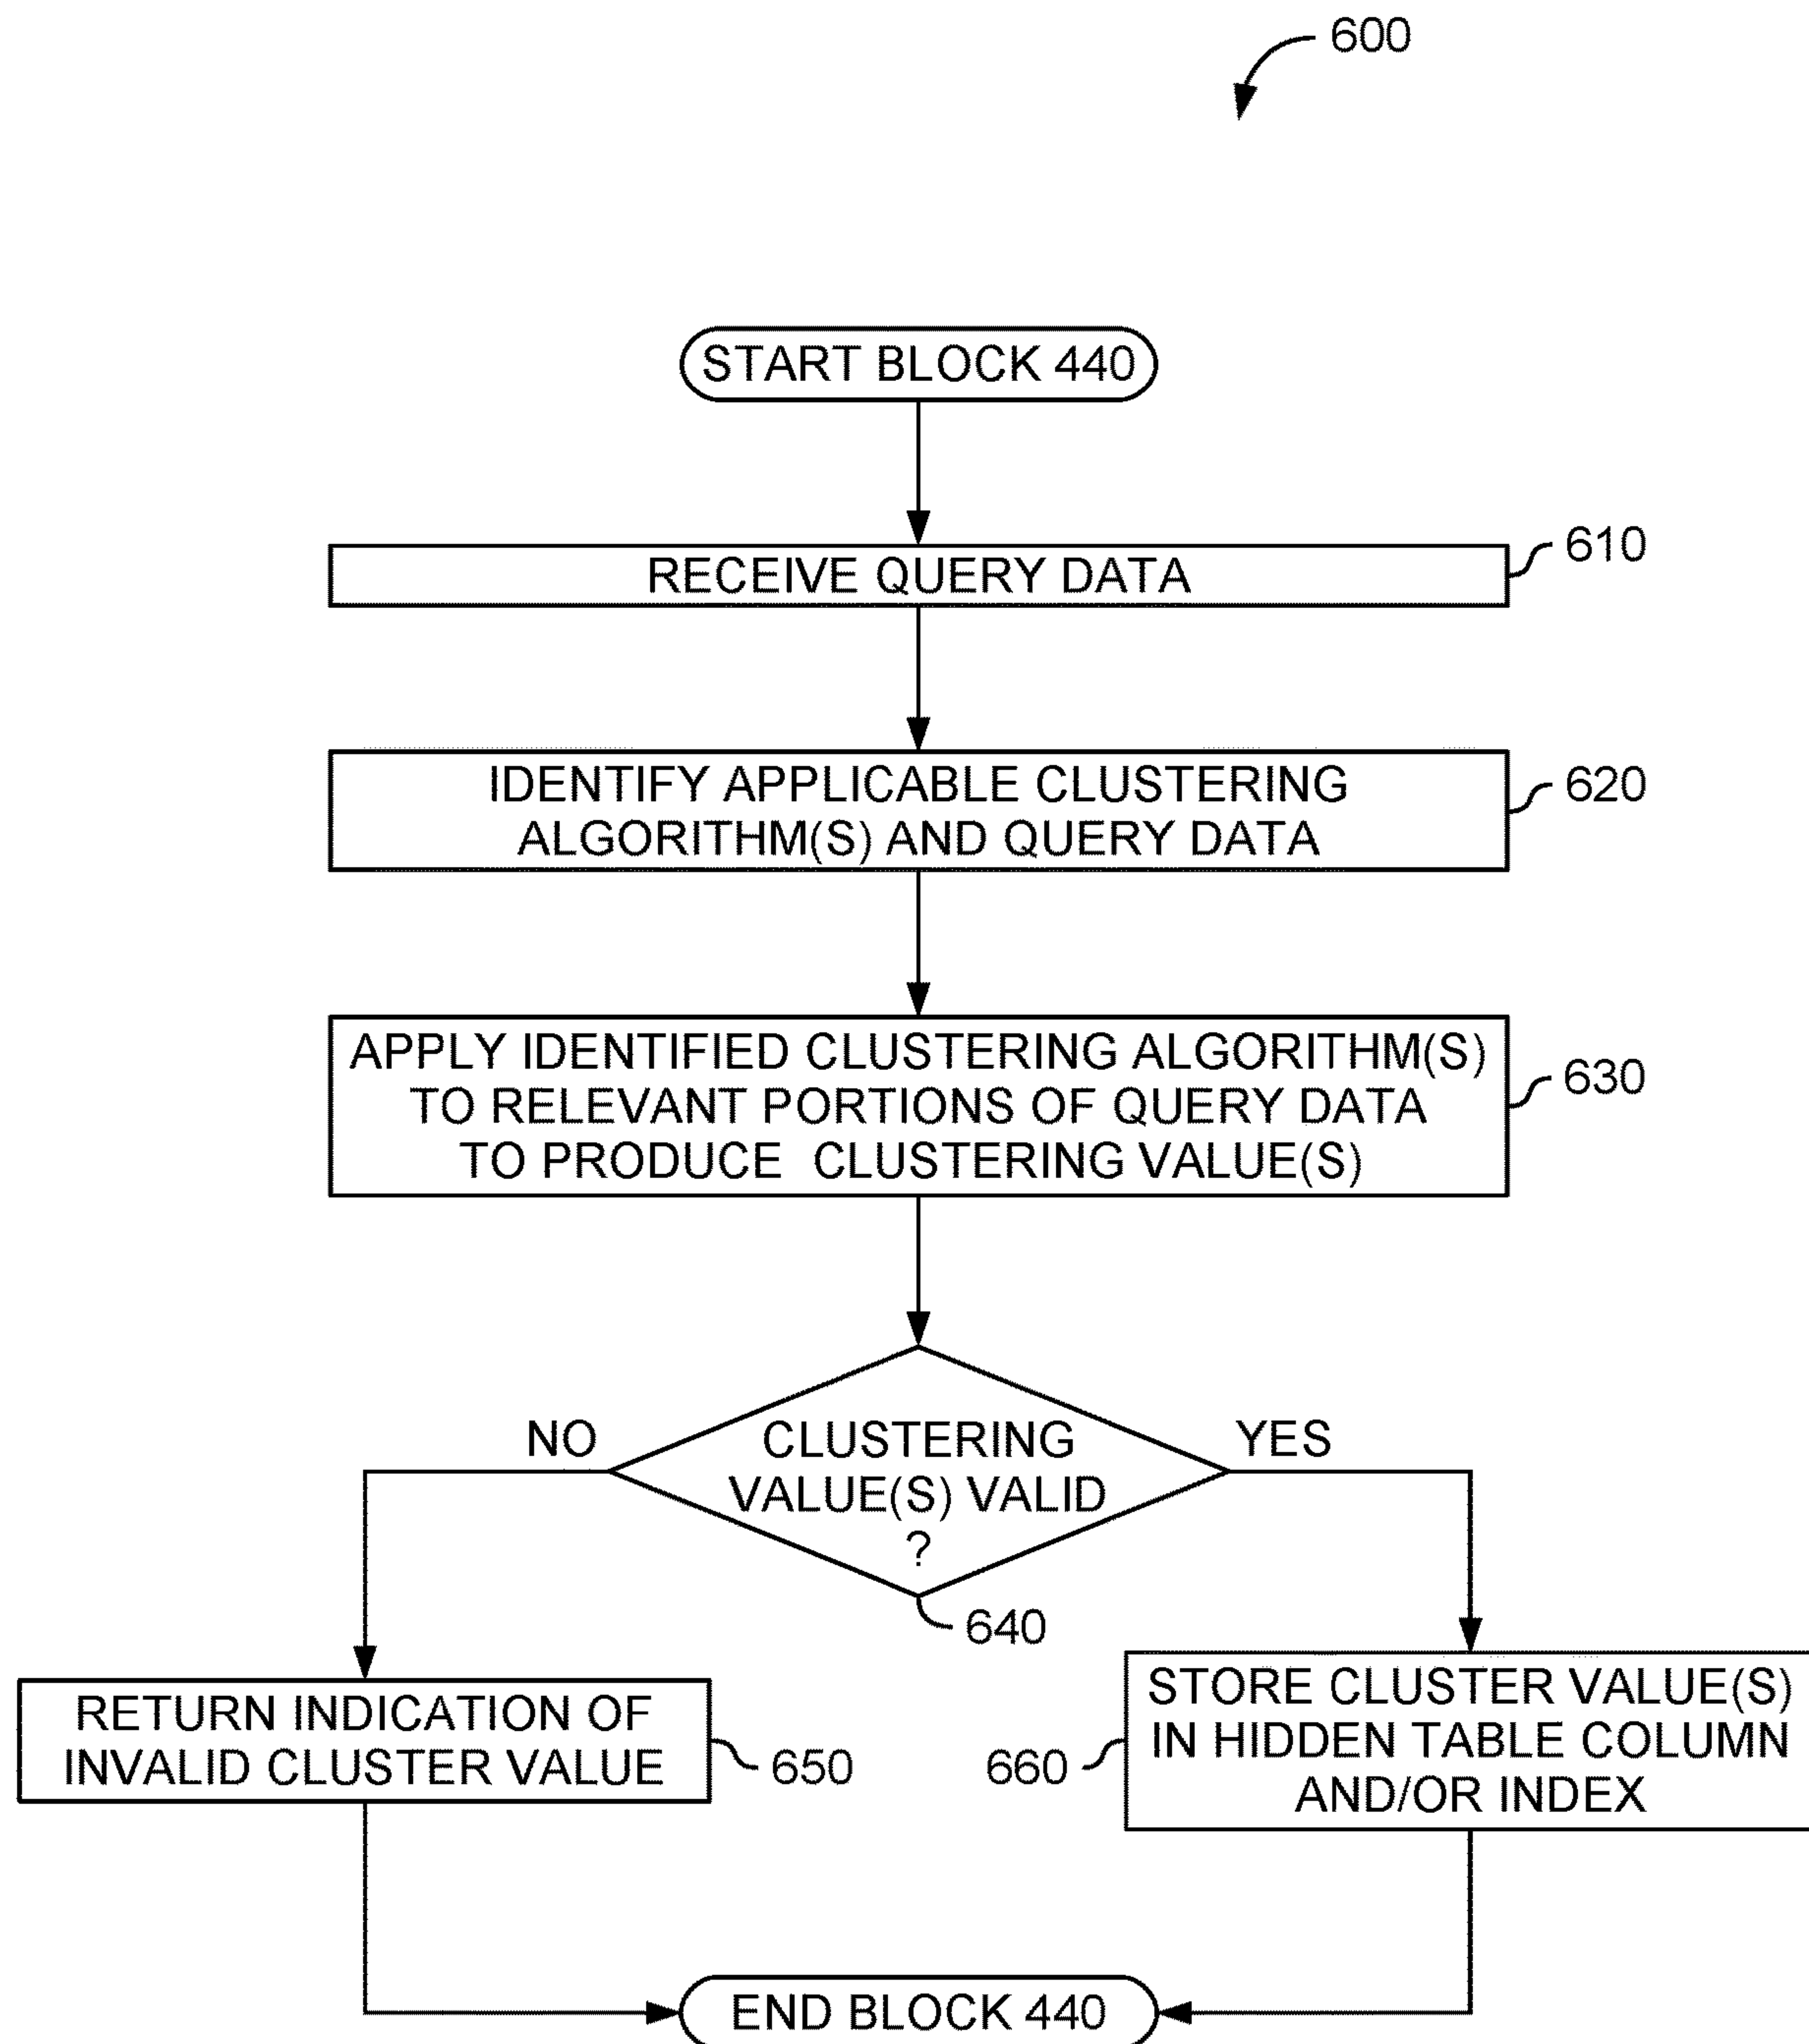 600
START BLOCK 440
RECEIVE QUERY DATA
610
IDENTIFY APPLICABLE CLUSTERING
ALGORITHM(S) AND QUERY DATA
620
APPLY IDENTIFIED CLUSTERING ALGORITHM(S)
TO RELEVANT PORTIONS OF QUERY DATA
TO PRODUCE CLUSTERING VALUE(S)
630
NO
CLUSTERING
VALUE(S) VALID
?
YES
640
RETURN INDICATION OF
INVALID CLUSTER VALUE
650
660
STORE CLUSTER VALUE(S)
IN HIDDEN TABLE COLUMN
AND/OR INDEX
END BLOCK 440